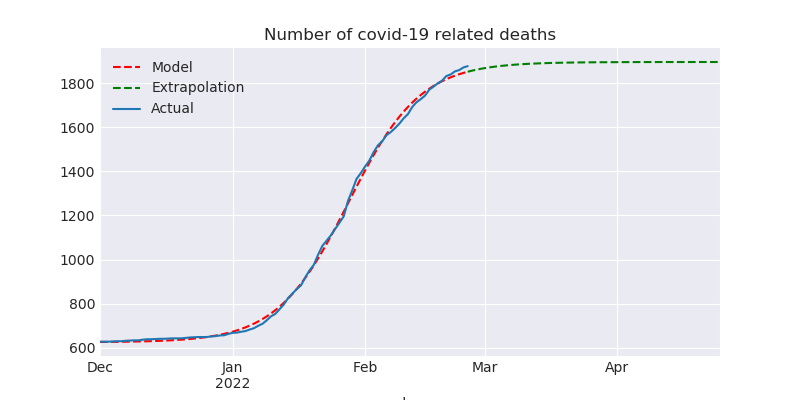 Number of covid-19 related deaths
Model
Extrapolation
Actual
1800
1600
1400
1200
1000
800
600
Dec Jan Feb Mar Apr
2022